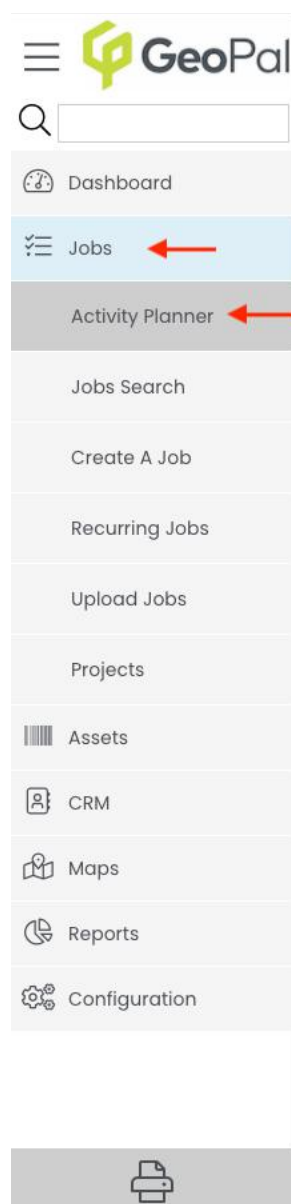 GeoPal
Dashboard
Jobs
Activity Planner
Jobs Search
Create A Job
Recurring Jobs
Upload Jobs
Projects
Assets
CRM
Maps
Reports
Configuration